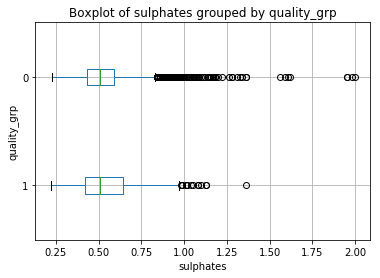 Boxplot of sulphates grouped by quality_grp
quality_grp
0
1
0.25 0.50 0.75 1.00 1.25 1.50 1.75 2.00
sulphates